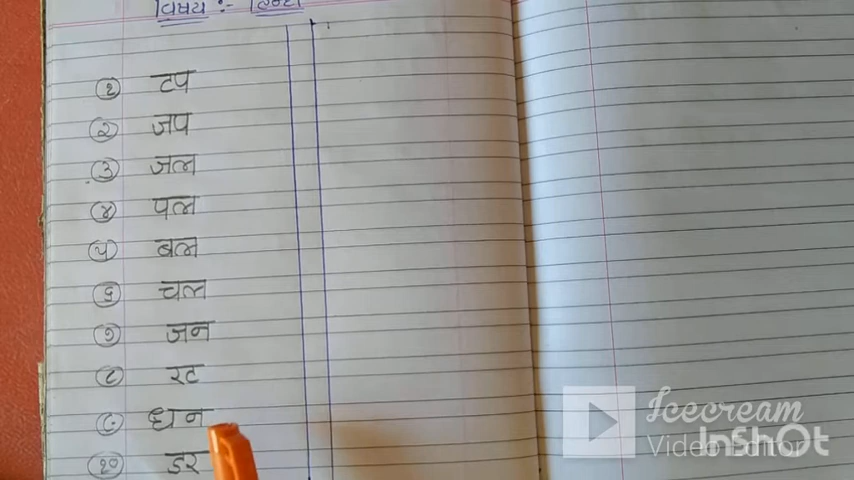 विषय :- हिन्दी
१ टप
२ जप
३ जल
४ पल
५ बल
६ चल
७ जन
८ रट
९ धन
१० डर
Icecream
Video Editor
InShOt